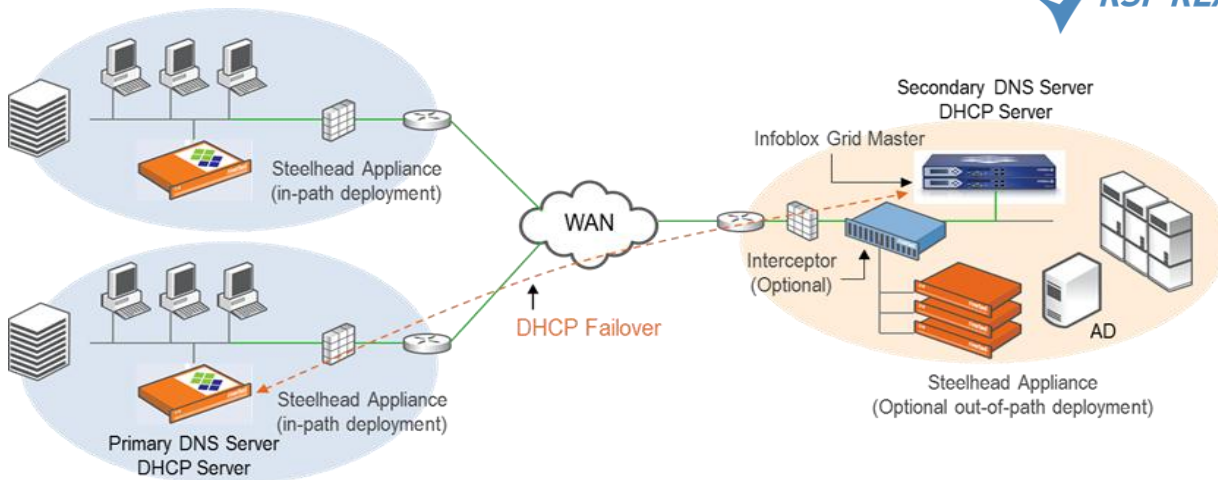 RSP
Steelhead Appliance
(in-path deployment)
WAN
DHCP Failover
Steelhead Appliance
(in-path deployment)
Primary DNS Server
DHCP Server
Secondary DNS Server
DHCP Server
Infoblox Grid Master
Interceptor
(Optional)
AD
Steelhead Appliance
(Optional out-of-path deployment)